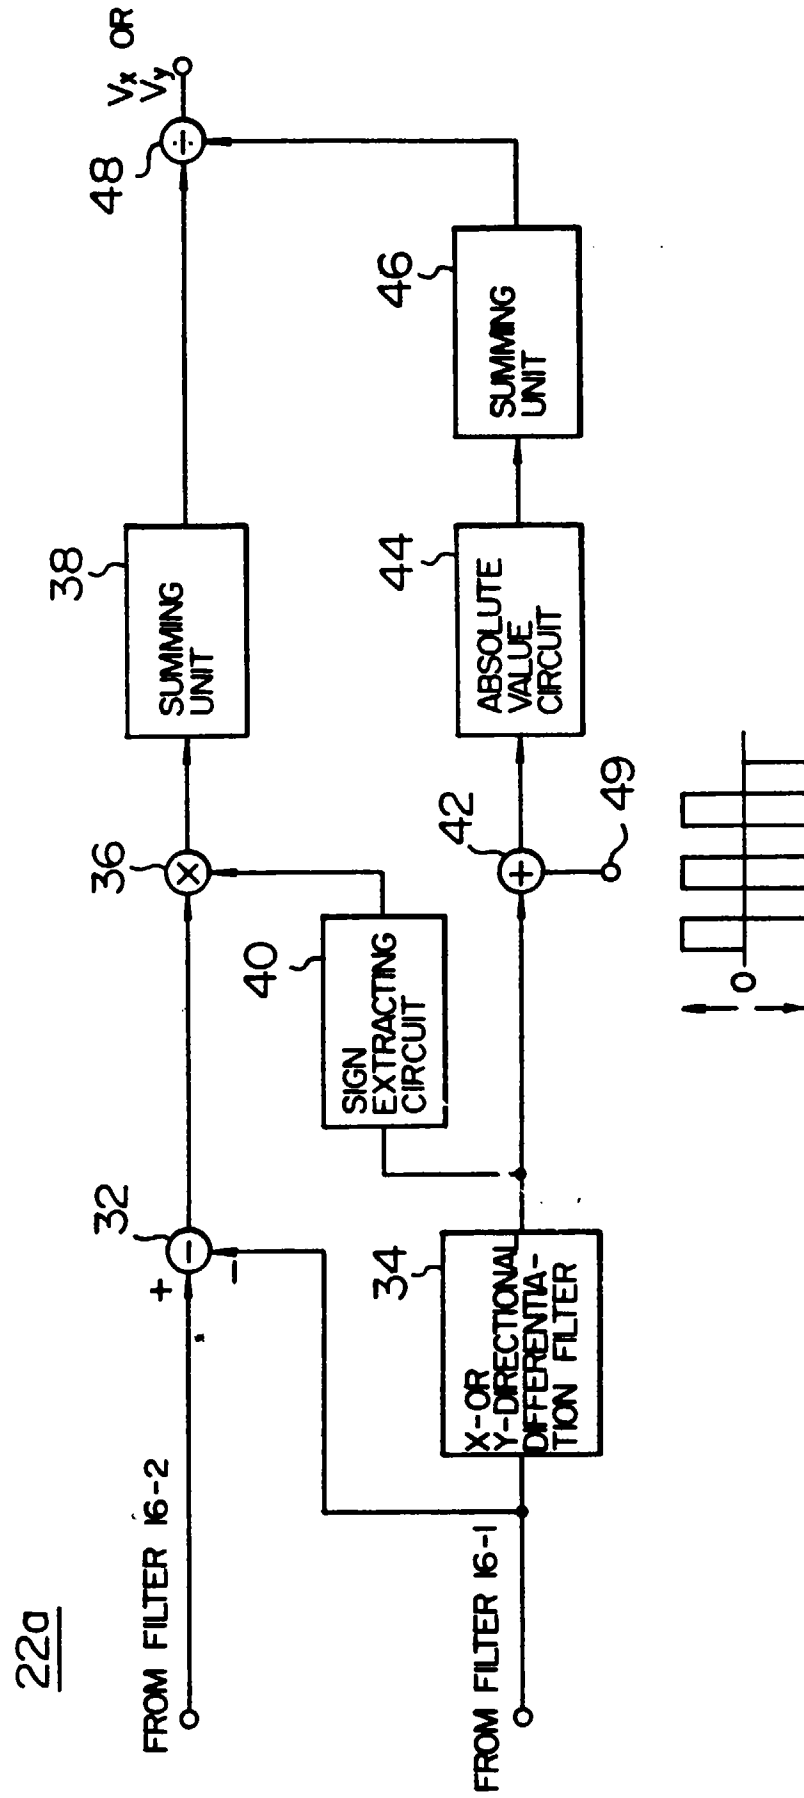 22a
FROM FILTER 16-2
+
−
32
−
36
×
38
SUMMING
UNIT
48
÷
Vx OR
Vy
40
SIGN
EXTRACTING
CIRCUIT
FROM FILTER 16-1
34
X-OR
Y-DIRECTIONAL
DIFFERENTIA-
TION FILTER
42
+
49
44
ABSOLUTE
VALUE
CIRCUIT
46
SUMMING
UNIT
0